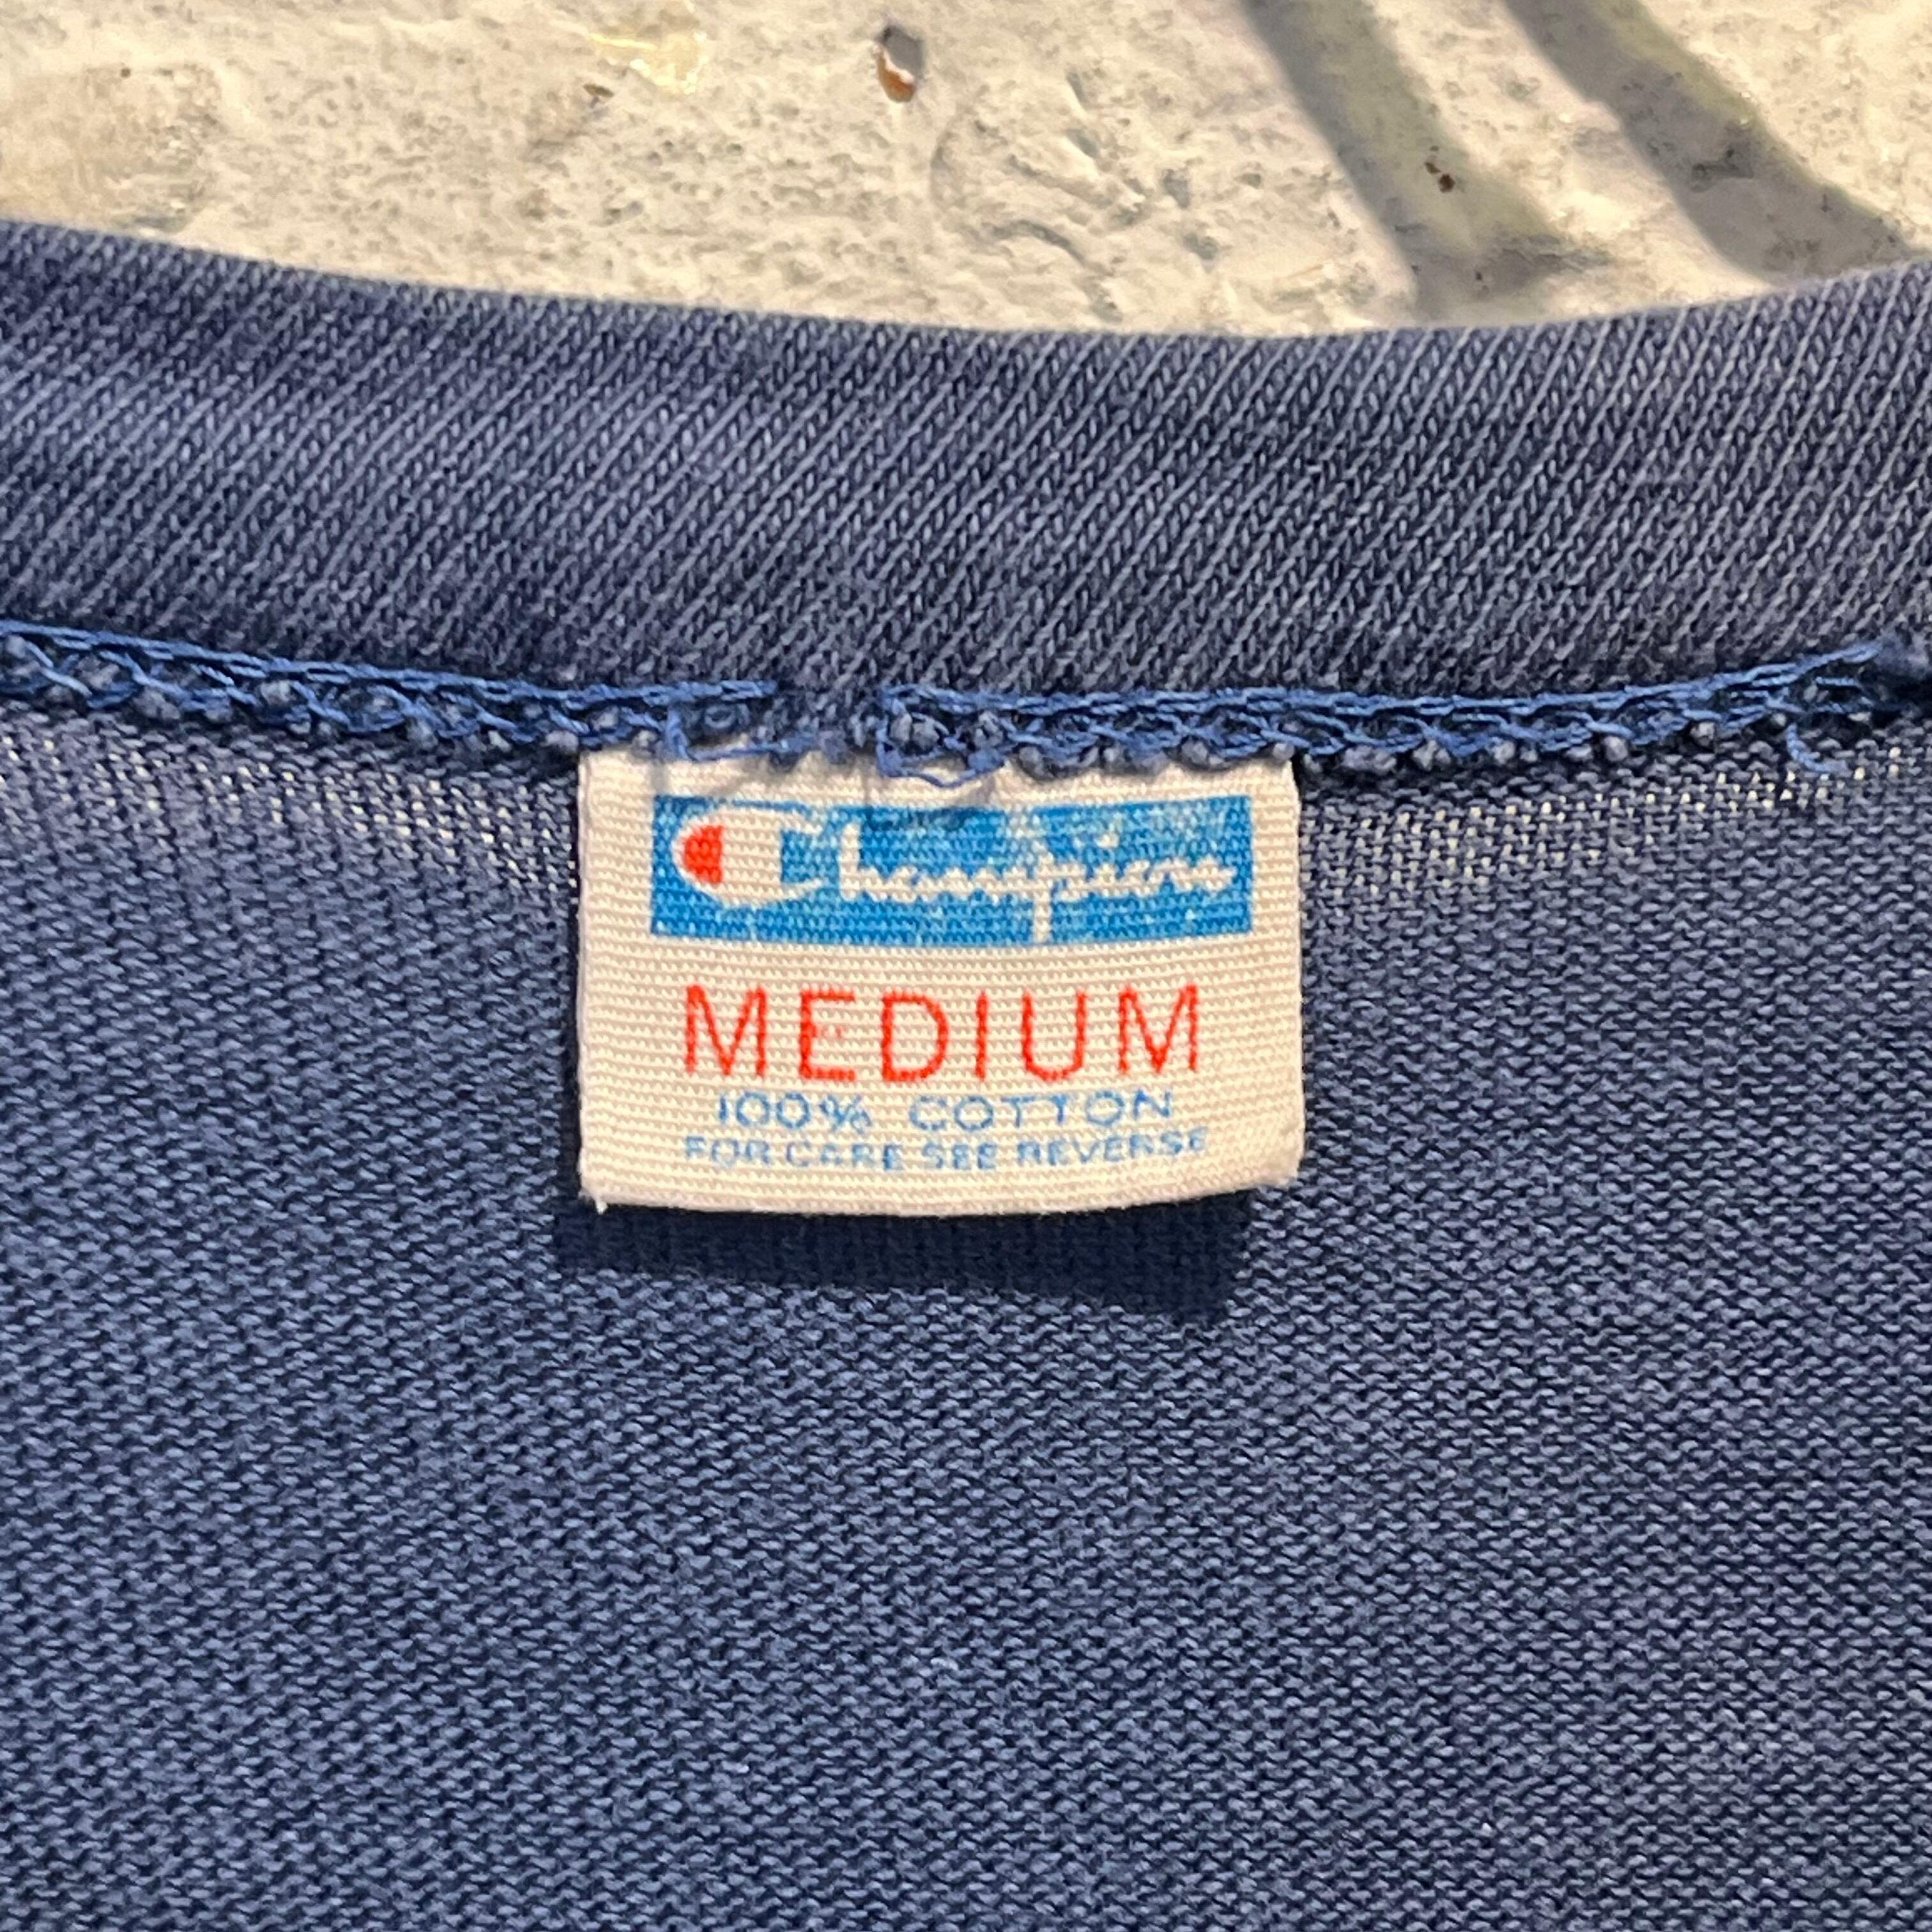 Champion
MEDIUM
100% COTTON
FOR CARE SEE REVERSE